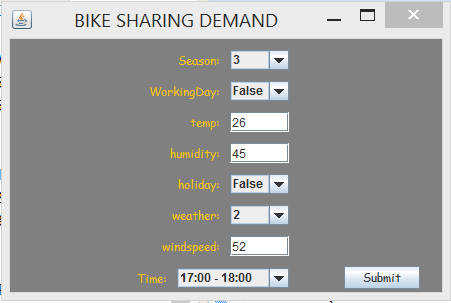 BIKE SHARING DEMAND
Season: 3
WorkingDay: False
temp: 26
humidity: 45
holiday: False
weather: 2
windspeed: 52
Time: 17:00 - 18:00 Submit